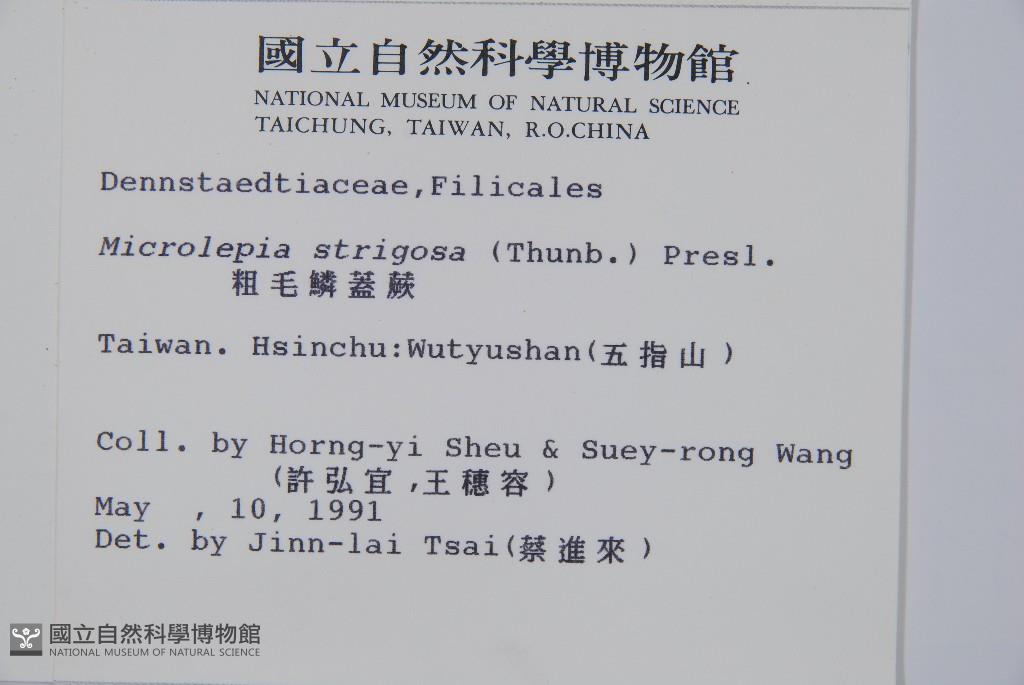 國立自然科學博物館
NATIONAL MUSEUM OF NATURAL SCIENCE
TAICHUNG, TAIWAN, R.O.CHINA
Dennstaedtiaceae,Filicales
Microlepia strigosa (Thunb.) Presl.
粗毛鱗蓋蕨
Taiwan. Hsinchu:Wutyushan(五指山)
Coll. by Horng-yi Sheu & Suey-rong Wang
(許弘宜,王穗容)
May , 10, 1991
Det. by Jinn-lai Tsai(蔡進來)
國立自然科學博物館
NATIONAL MUSEUM OF NATURAL SCIENCE